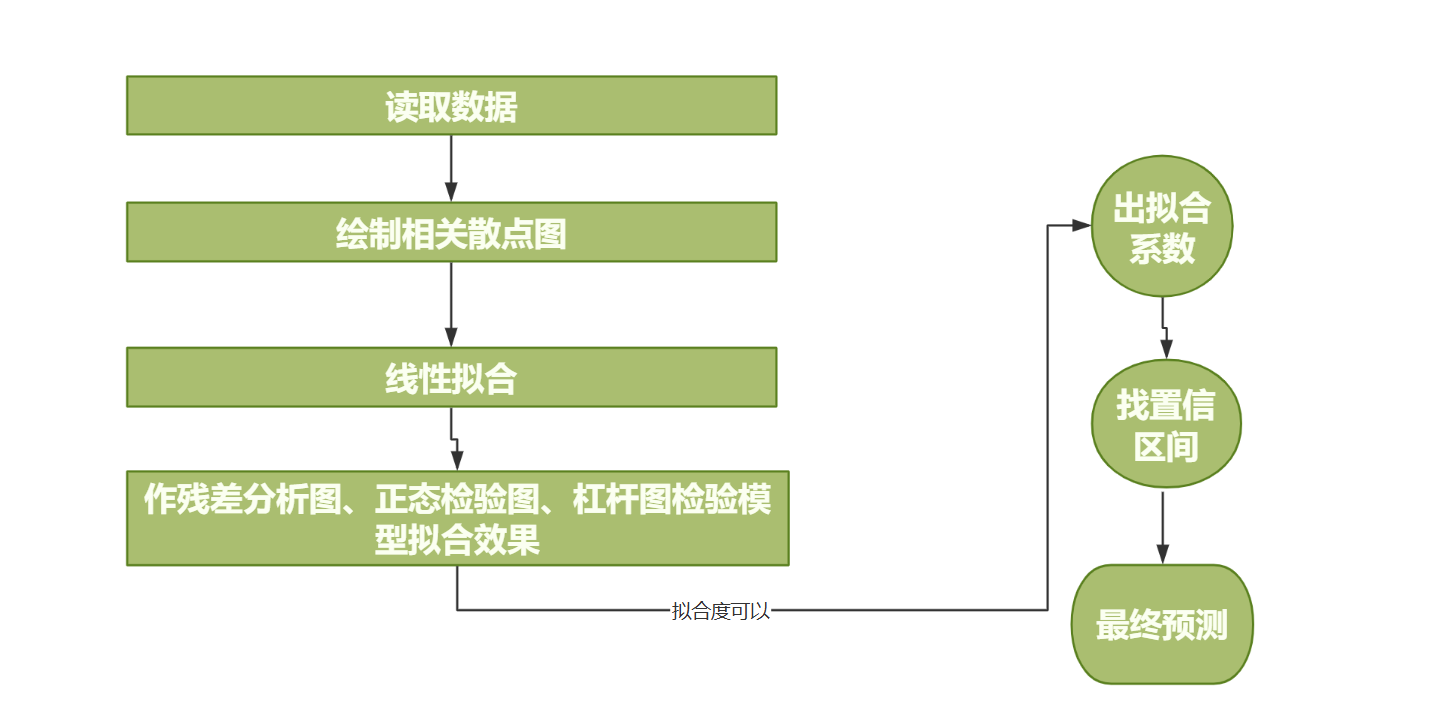 读取数据
绘制相关散点图
线性拟合
作残差分析图、正态检验图、杠杆图检验模
型拟合效果
拟合度可以
出拟合
系数
找置信
区间
最终预测